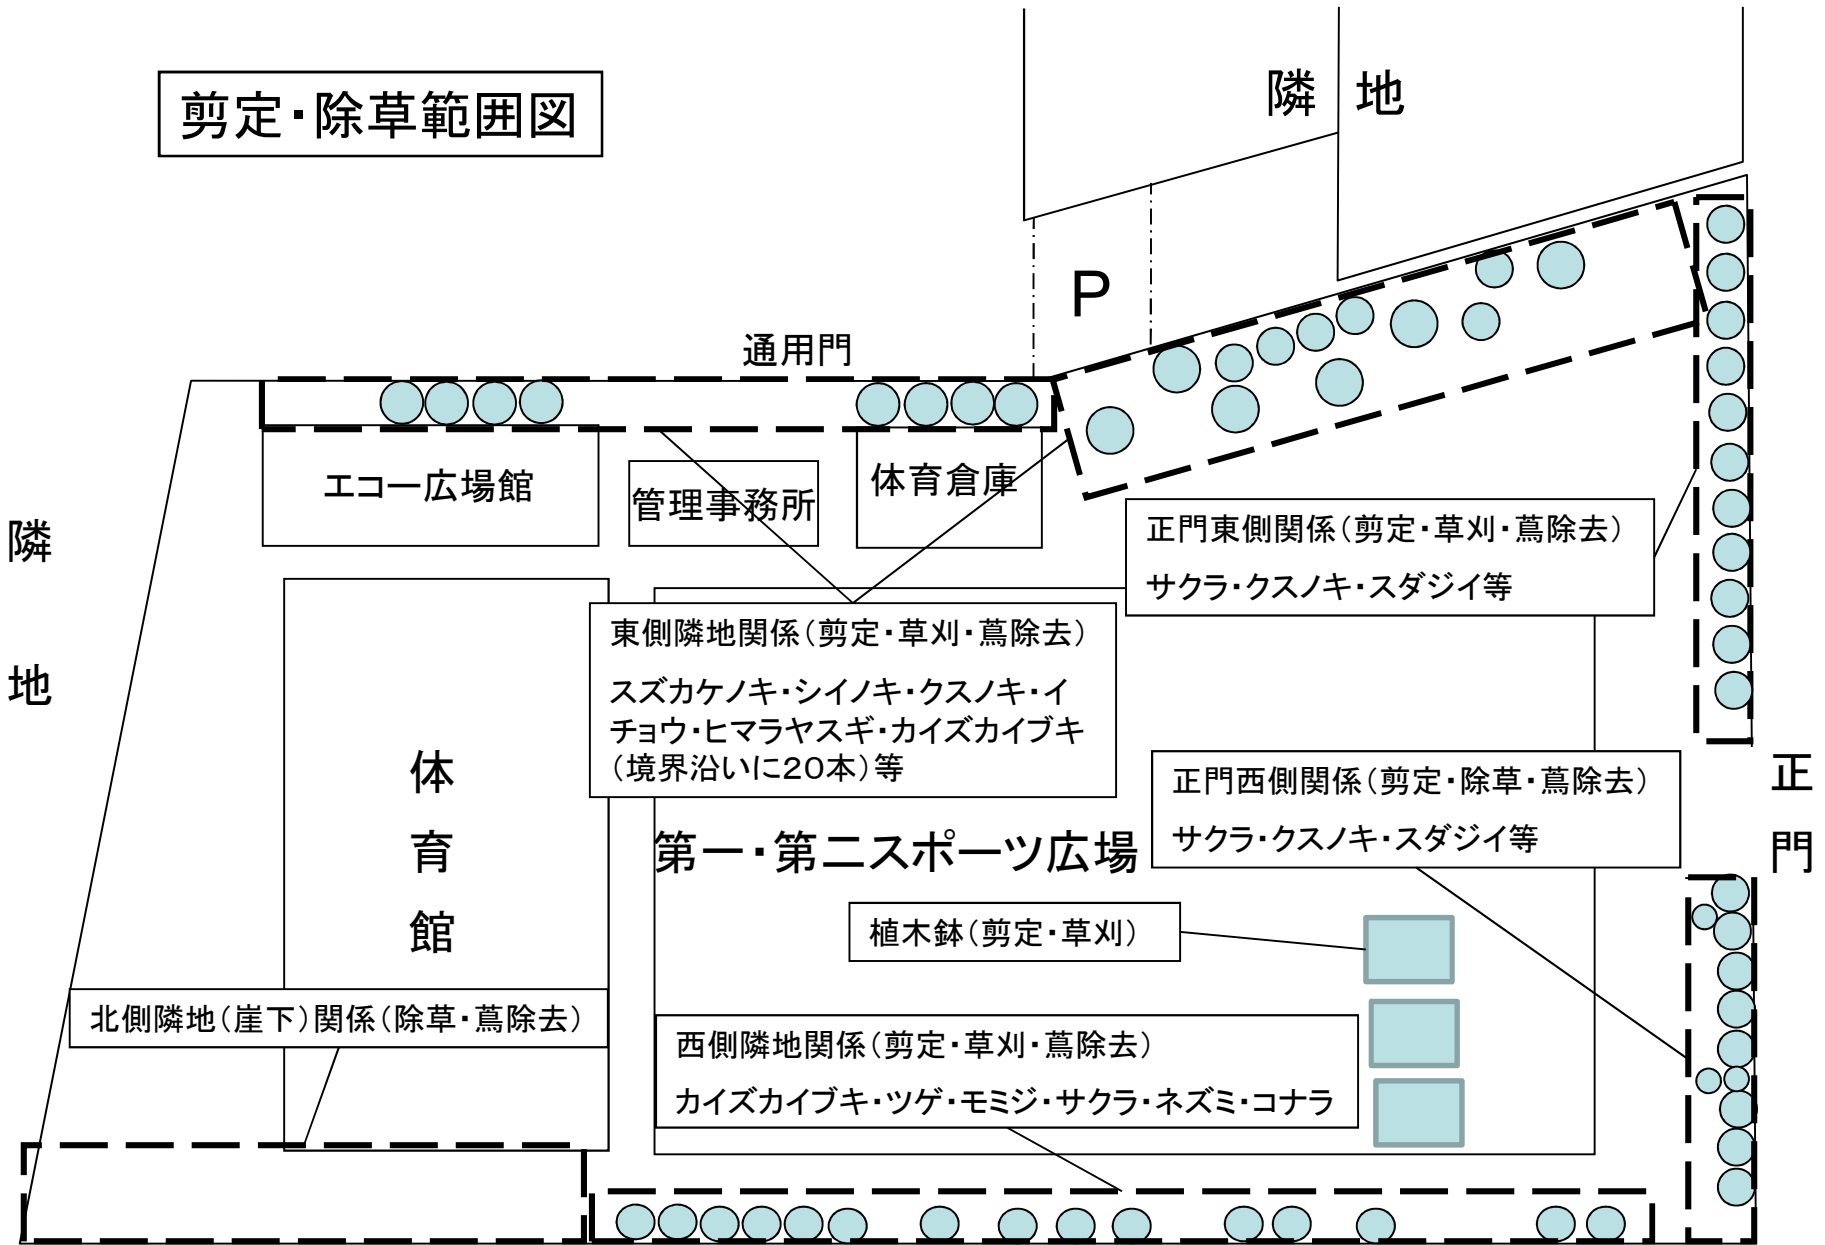 剪定・除草範囲図
隣 地
P
通用門
エコー広場館
管理事務所
体育倉庫
隣
地
正門東側関係（剪定・草刈・蔦除去）
サクラ・クスノキ・スダジイ等
東側隣地関係（剪定・草刈・蔦除去）
スズカケノキ・シイノキ・クスノキ・イ
チョウ・ヒマラヤスギ・カイズカイブキ
（境界沿いに２０本）等
体
育
館
正
門
正門西側関係（剪定・除草・蔦除去）
サクラ・クスノキ・スダジイ等
第一・第二スポーツ広場
植木鉢（剪定・草刈）
北側隣地（崖下）関係（除草・蔦除去）
西側隣地関係（剪定・草刈・蔦除去）
カイズカイブキ・ツゲ・モミジ・サクラ・ネズミ・コナラ